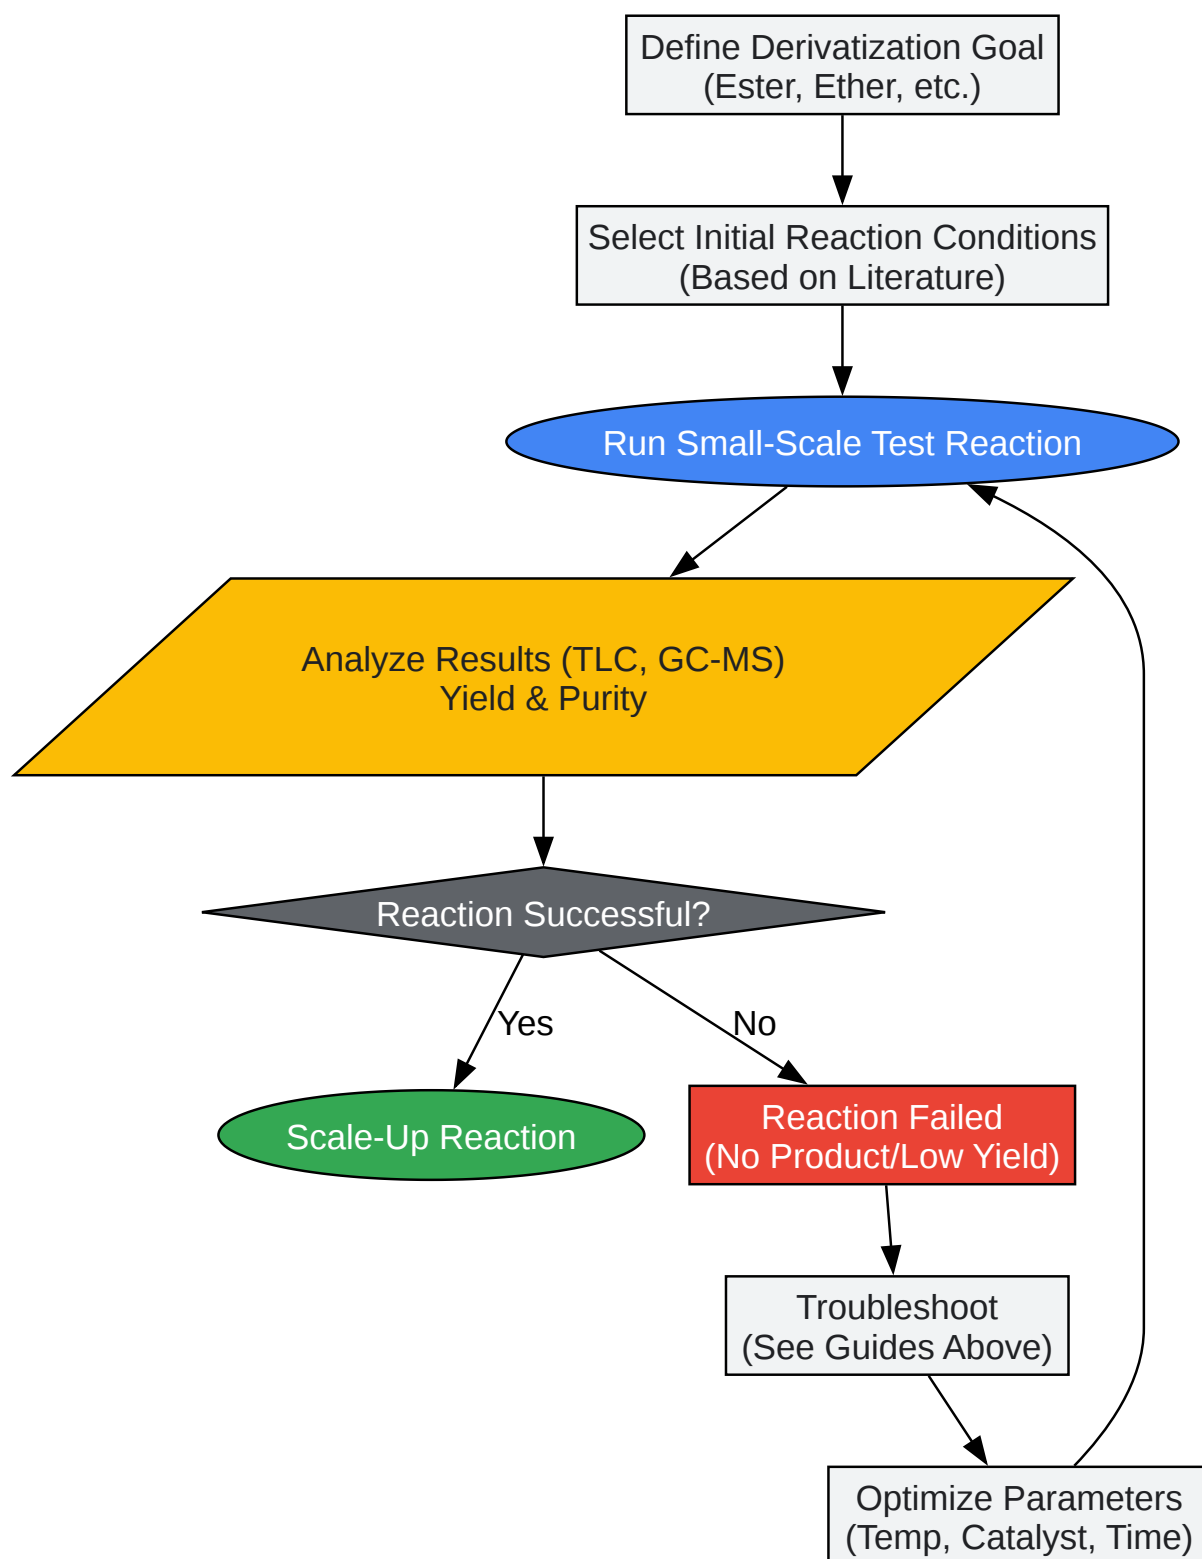 Define Derivatization Goal
(Ester, Ether, etc.)
Select Initial Reaction Conditions
(Based on Literature)
Run Small-Scale Test Reaction
Analyze Results (TLC, GC-MS)
Yield & Purity
Reaction Successful?
Yes
No
Scale-Up Reaction
Reaction Failed
(No Product/Low Yield)
Troubleshoot
(See Guides Above)
Optimize Parameters
(Temp, Catalyst, Time)